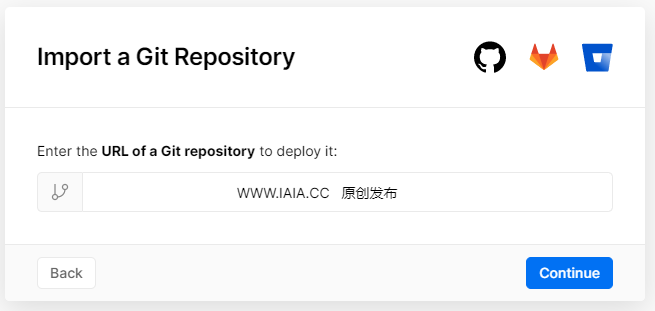 Import a Git Repository
Enter the URL of a Git repository to deploy it:
WWW.IAIA.CC 原创发布
Back
Continue